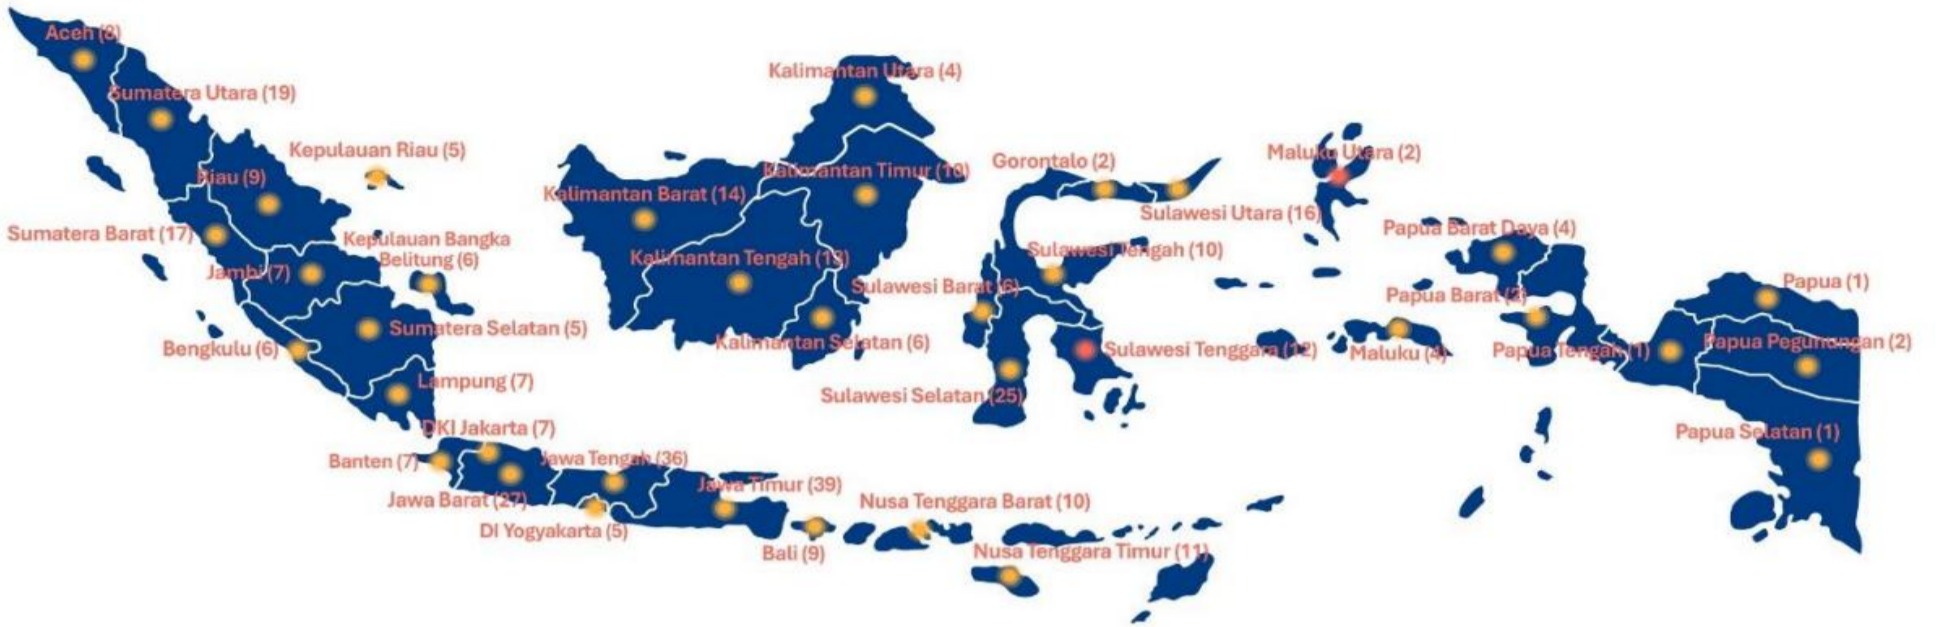 Aceh (8)
Sumatera Utara (19)
Kepulauan Riau (5)
Riau (9)
Sumatera Barat (17)
Kepulauan Bangka
Belitung (6)
Jambi (7)
Sumatera Selatan (5)
Bengkulu (6)
Lampung (7)
DKI Jakarta (7)
Banten (7)
Jawa Tengah (36)
Jawa Barat (27)
DI Yogyakarta (5)
Jawa Timur (39)
Bali (9)
Nusa Tenggara Barat (10)
Nusa Tenggara Timur (11)
Kalimantan Utara (4)
Kalimantan Timur (10)
Kalimantan Barat (14)
Kalimantan Tengah (13)
Kalimantan Selatan (6)
Gorontalo (2)
Sulawesi Utara (16)
Sulawesi Tengah (10)
Sulawesi Barat (6)
Sulawesi Tenggara (12)
Sulawesi Selatan (25)
Maluku Utara (2)
Maluku (4)
Papua Barat Daya (4)
Papua Barat (3)
Papua Tengah (1)
Papua (1)
Papua Pegunungan (2)
Papua Selatan (1)